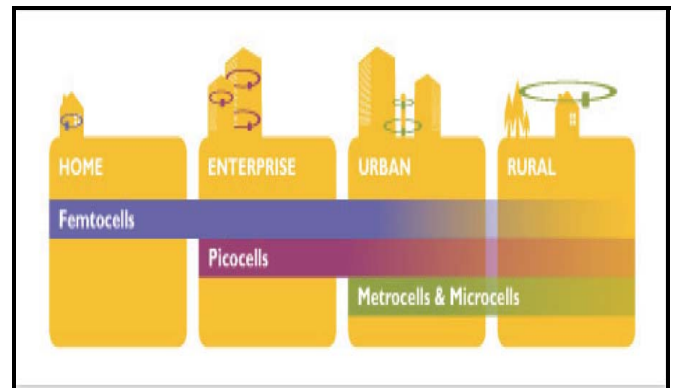 HOME ENTERPRISE URBAN RURAL
Femtocells
Picocells
Metrocells & Microcells